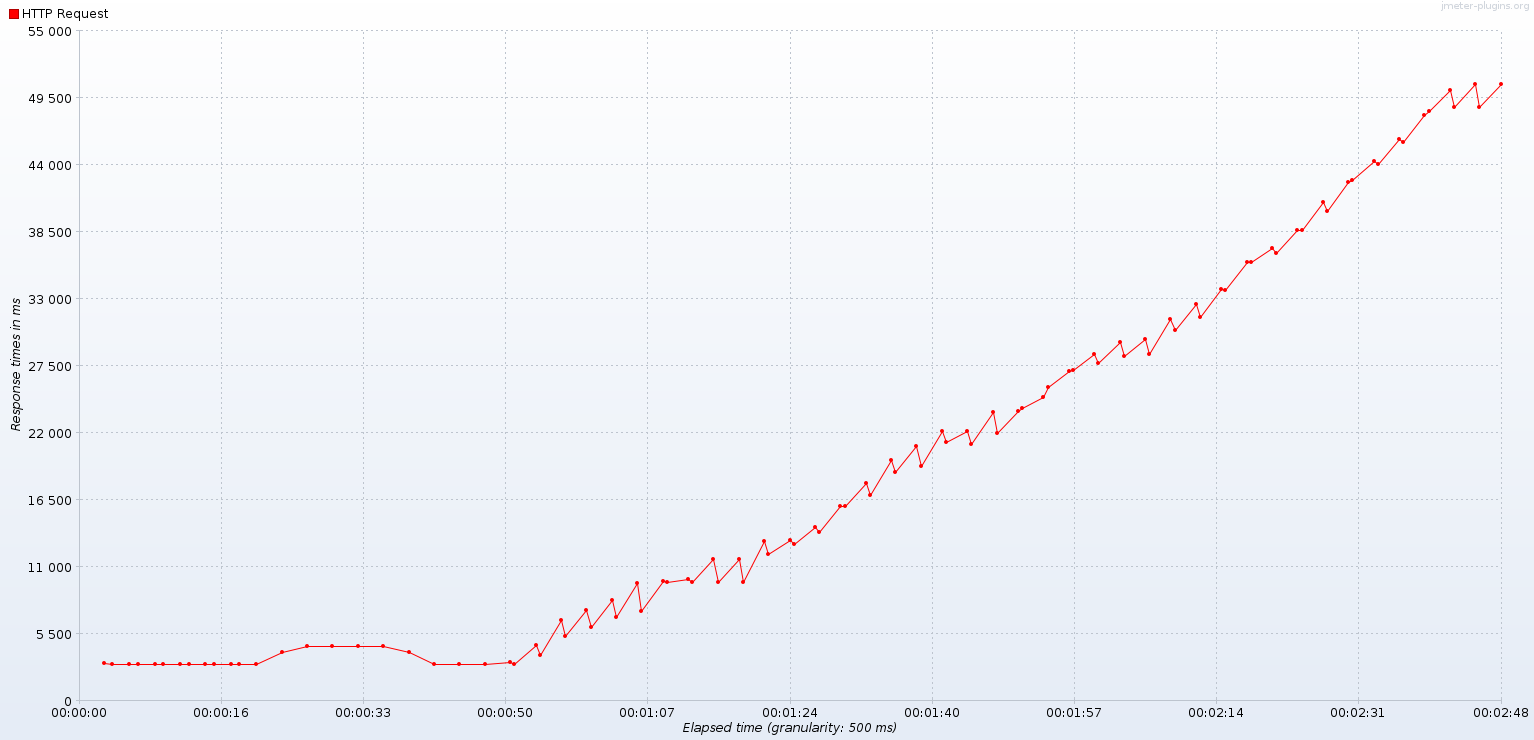 HTTP Request
jmeter-plugins.org
55 000
49 500
44 000
38 500
33 000
27 500
22 000
16 500
11 000
5 500
0
Response times in ms
00:00:00 00:00:16 00:00:33 00:00:50 00:01:07 00:01:24 00:01:40 00:01:57 00:02:14 00:02:31 00:02:48
Elapsed time (granularity: 500 ms)